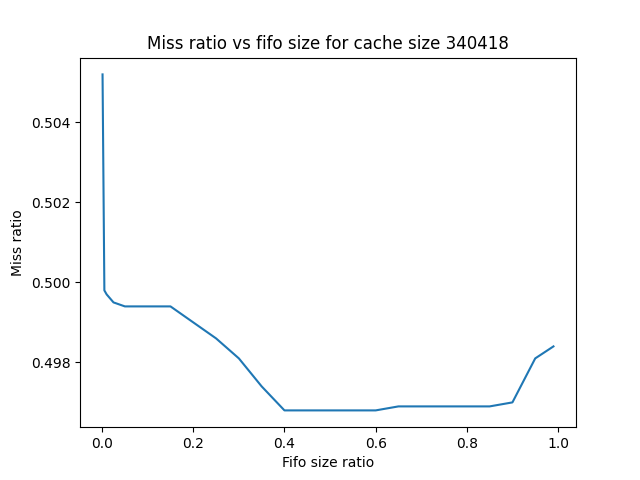 Miss ratio vs fifo size for cache size 340418
0.504
0.502
0.500
0.498
Miss ratio
0.0 0.2 0.4 0.6 0.8 1.0
Fifo size ratio